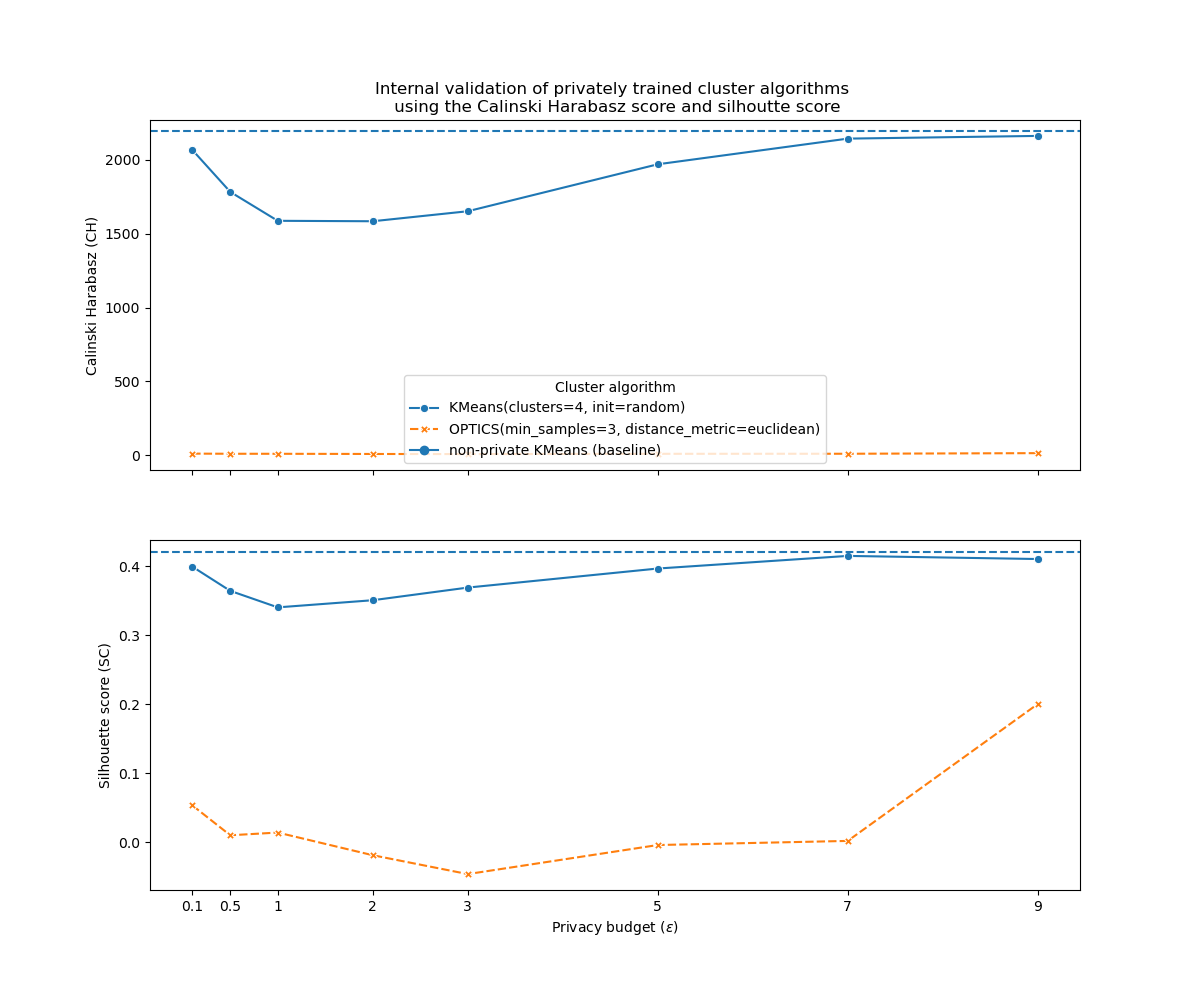 Internal validation of privately trained cluster algorithms
using the Calinski Harabasz score and silhoutte score
Calinski Harabasz (CH)
2000
1500
1000
500
0
Cluster algorithm
KMeans(clusters=4, init=random)
OPTICS(min_samples=3, distance_metric=euclidean)
non-private KMeans (baseline)
Silhouette score (SC)
0.4
0.3
0.2
0.1
0.0
0.1 0.5 1 2 3 5 7 9
Privacy budget (ε)